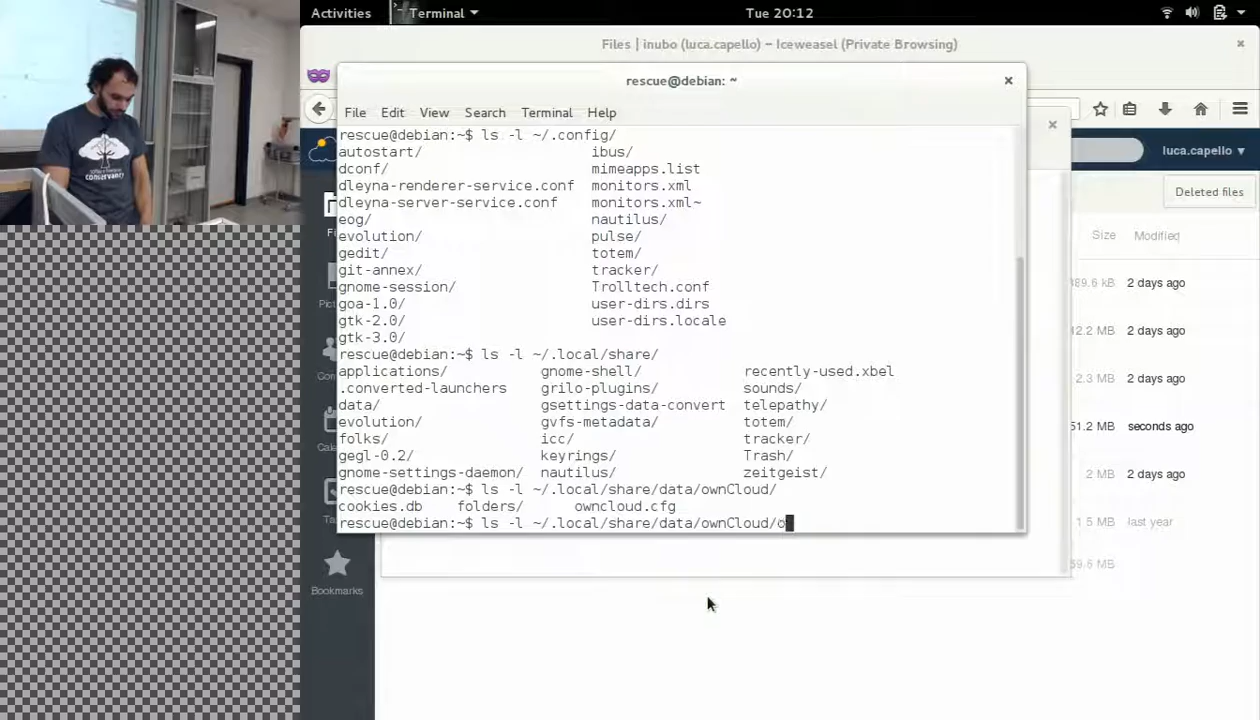 Activities
Terminal
Tue 20:12
Files | inubo (luca.capello) – Iceweasel (Private Browsing)
rescue@debian: ~
File Edit View Search Terminal Help
luca.capello
Deleted files
Size Modified
rescue@debian:~$ ls -l ~/.config/
autostart/ ibus/
dconf/ mimeapps.list
dleyna-renderer-service.conf monitors.xml
dleyna-server-service.conf monitors.xml~
eog/ nautilus/
evolution/ pulse/
gedit/ totem/
git-annex/ tracker/
gnome-session/ Trolltech.conf
goa-1.0/ user-dirs.dirs
gtk-2.0/ user-dirs.locale
gtk-3.0/
rescue@debian:~$ ls -l ~/.local/share/
applications/ gnome-shell/ recently-used.xbel
.converted-launchers grilo-plugins/ sounds/
data/ gsettings-data-convert telepathy/
evolution/ gvfs-metadata/ totem/
folks/ icc/ tracker/
gegl-0.2/ keyrings/ Trash/
gnome-settings-daemon/ nautilus/ zeitgeist/
rescue@debian:~$ ls -l ~/.local/share/data/ownCloud/
cookies.db folders/ owncloud.cfg
rescue@debian:~$ ls -l ~/.local/share/data/ownCloud/o
2 days ago
2 days ago
2 days ago
seconds ago
last year
Bookmarks
conservancy